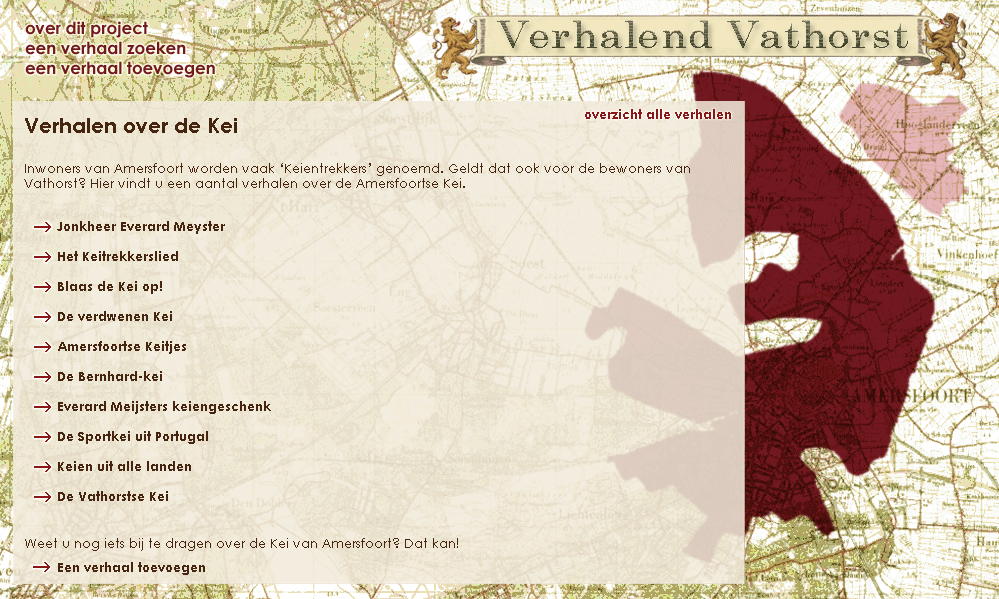 over dit project
een verhaal zoeken
een verhaal toevoegen
Verhalend Vathorst
overzicht alle verhalen
Verhalen over de Kei
Inwoners van Amersfoort worden vaak ‘Keientrekkers’ genoemd. Geldt dat ook voor de bewoners van
Vathorst? Hier vindt u een aantal verhalen over de Amersfoortse Kei.
Jonkheer Everard Meyster
Het Keitrekkerslied
Blaas de Kei op!
De verdwenen Kei
Amersfoortse Keitjes
De Bernhard-kei
Everard Meijsters keiengeschenk
De Sportkei uit Portugal
Keien uit alle landen
De Vathorstse Kei
Weet u nog iets bij te dragen over de Kei van Amersfoort? Dat kan!
Een verhaal toevoegen
Zevenhuizen
Hooglanderveen
Vinkenhoef
AMERSFOORT
Soest